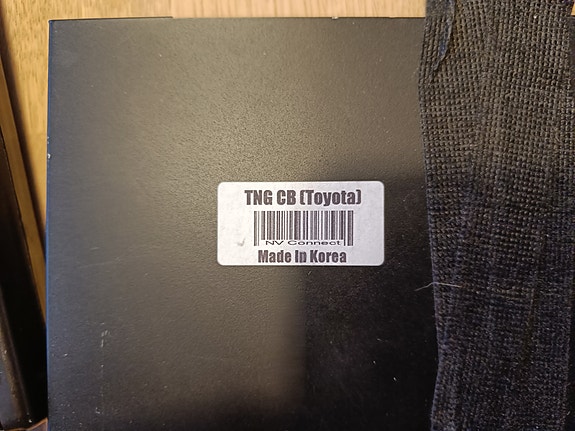 TNG CB (Toyota)
NV Connect
Made In Korea